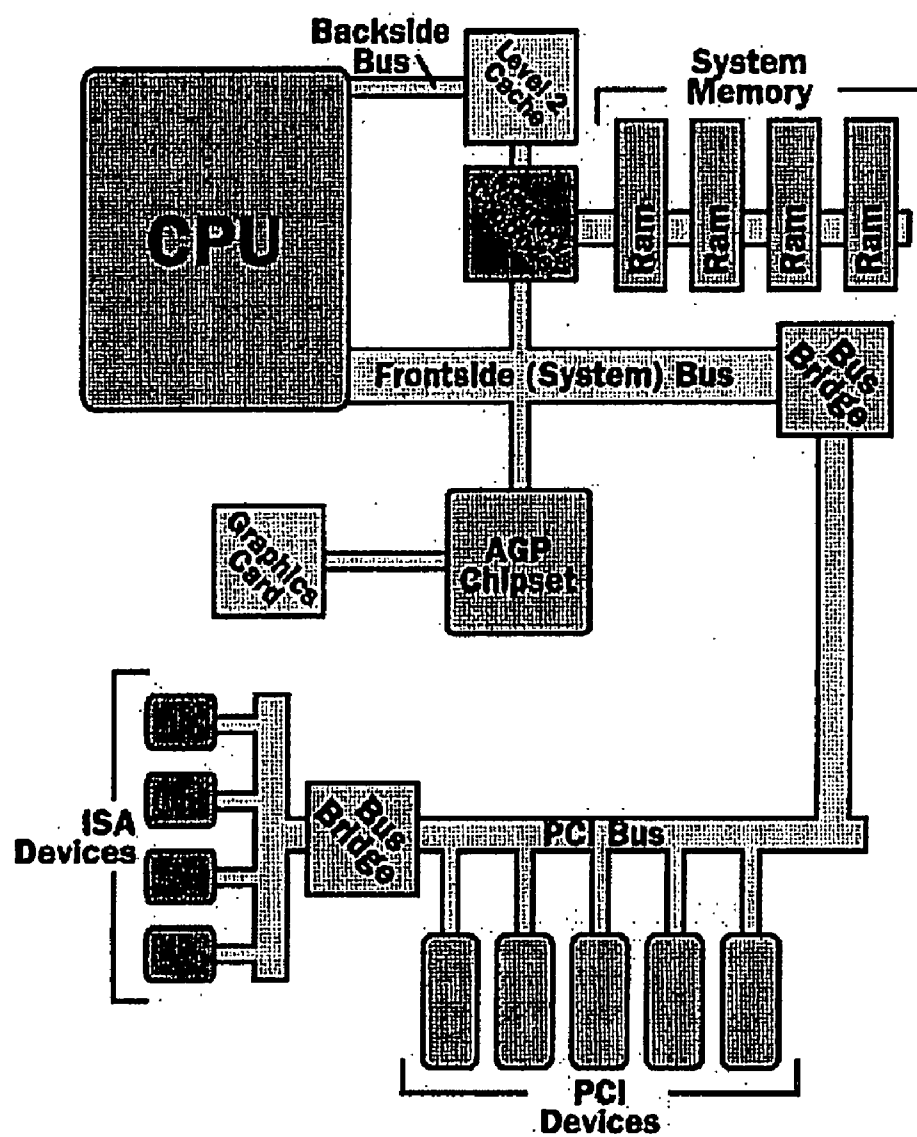 Backside
Bus
Level 2
Cache
System
Memory
CPU
Ram
Ram
Ram
Ram
Frontside (System) Bus
Bus
Bridge
Graphics
Card
AGP
Chipset
ISA
Devices
Bus
Bridge
PCI Bus
PCI
Devices